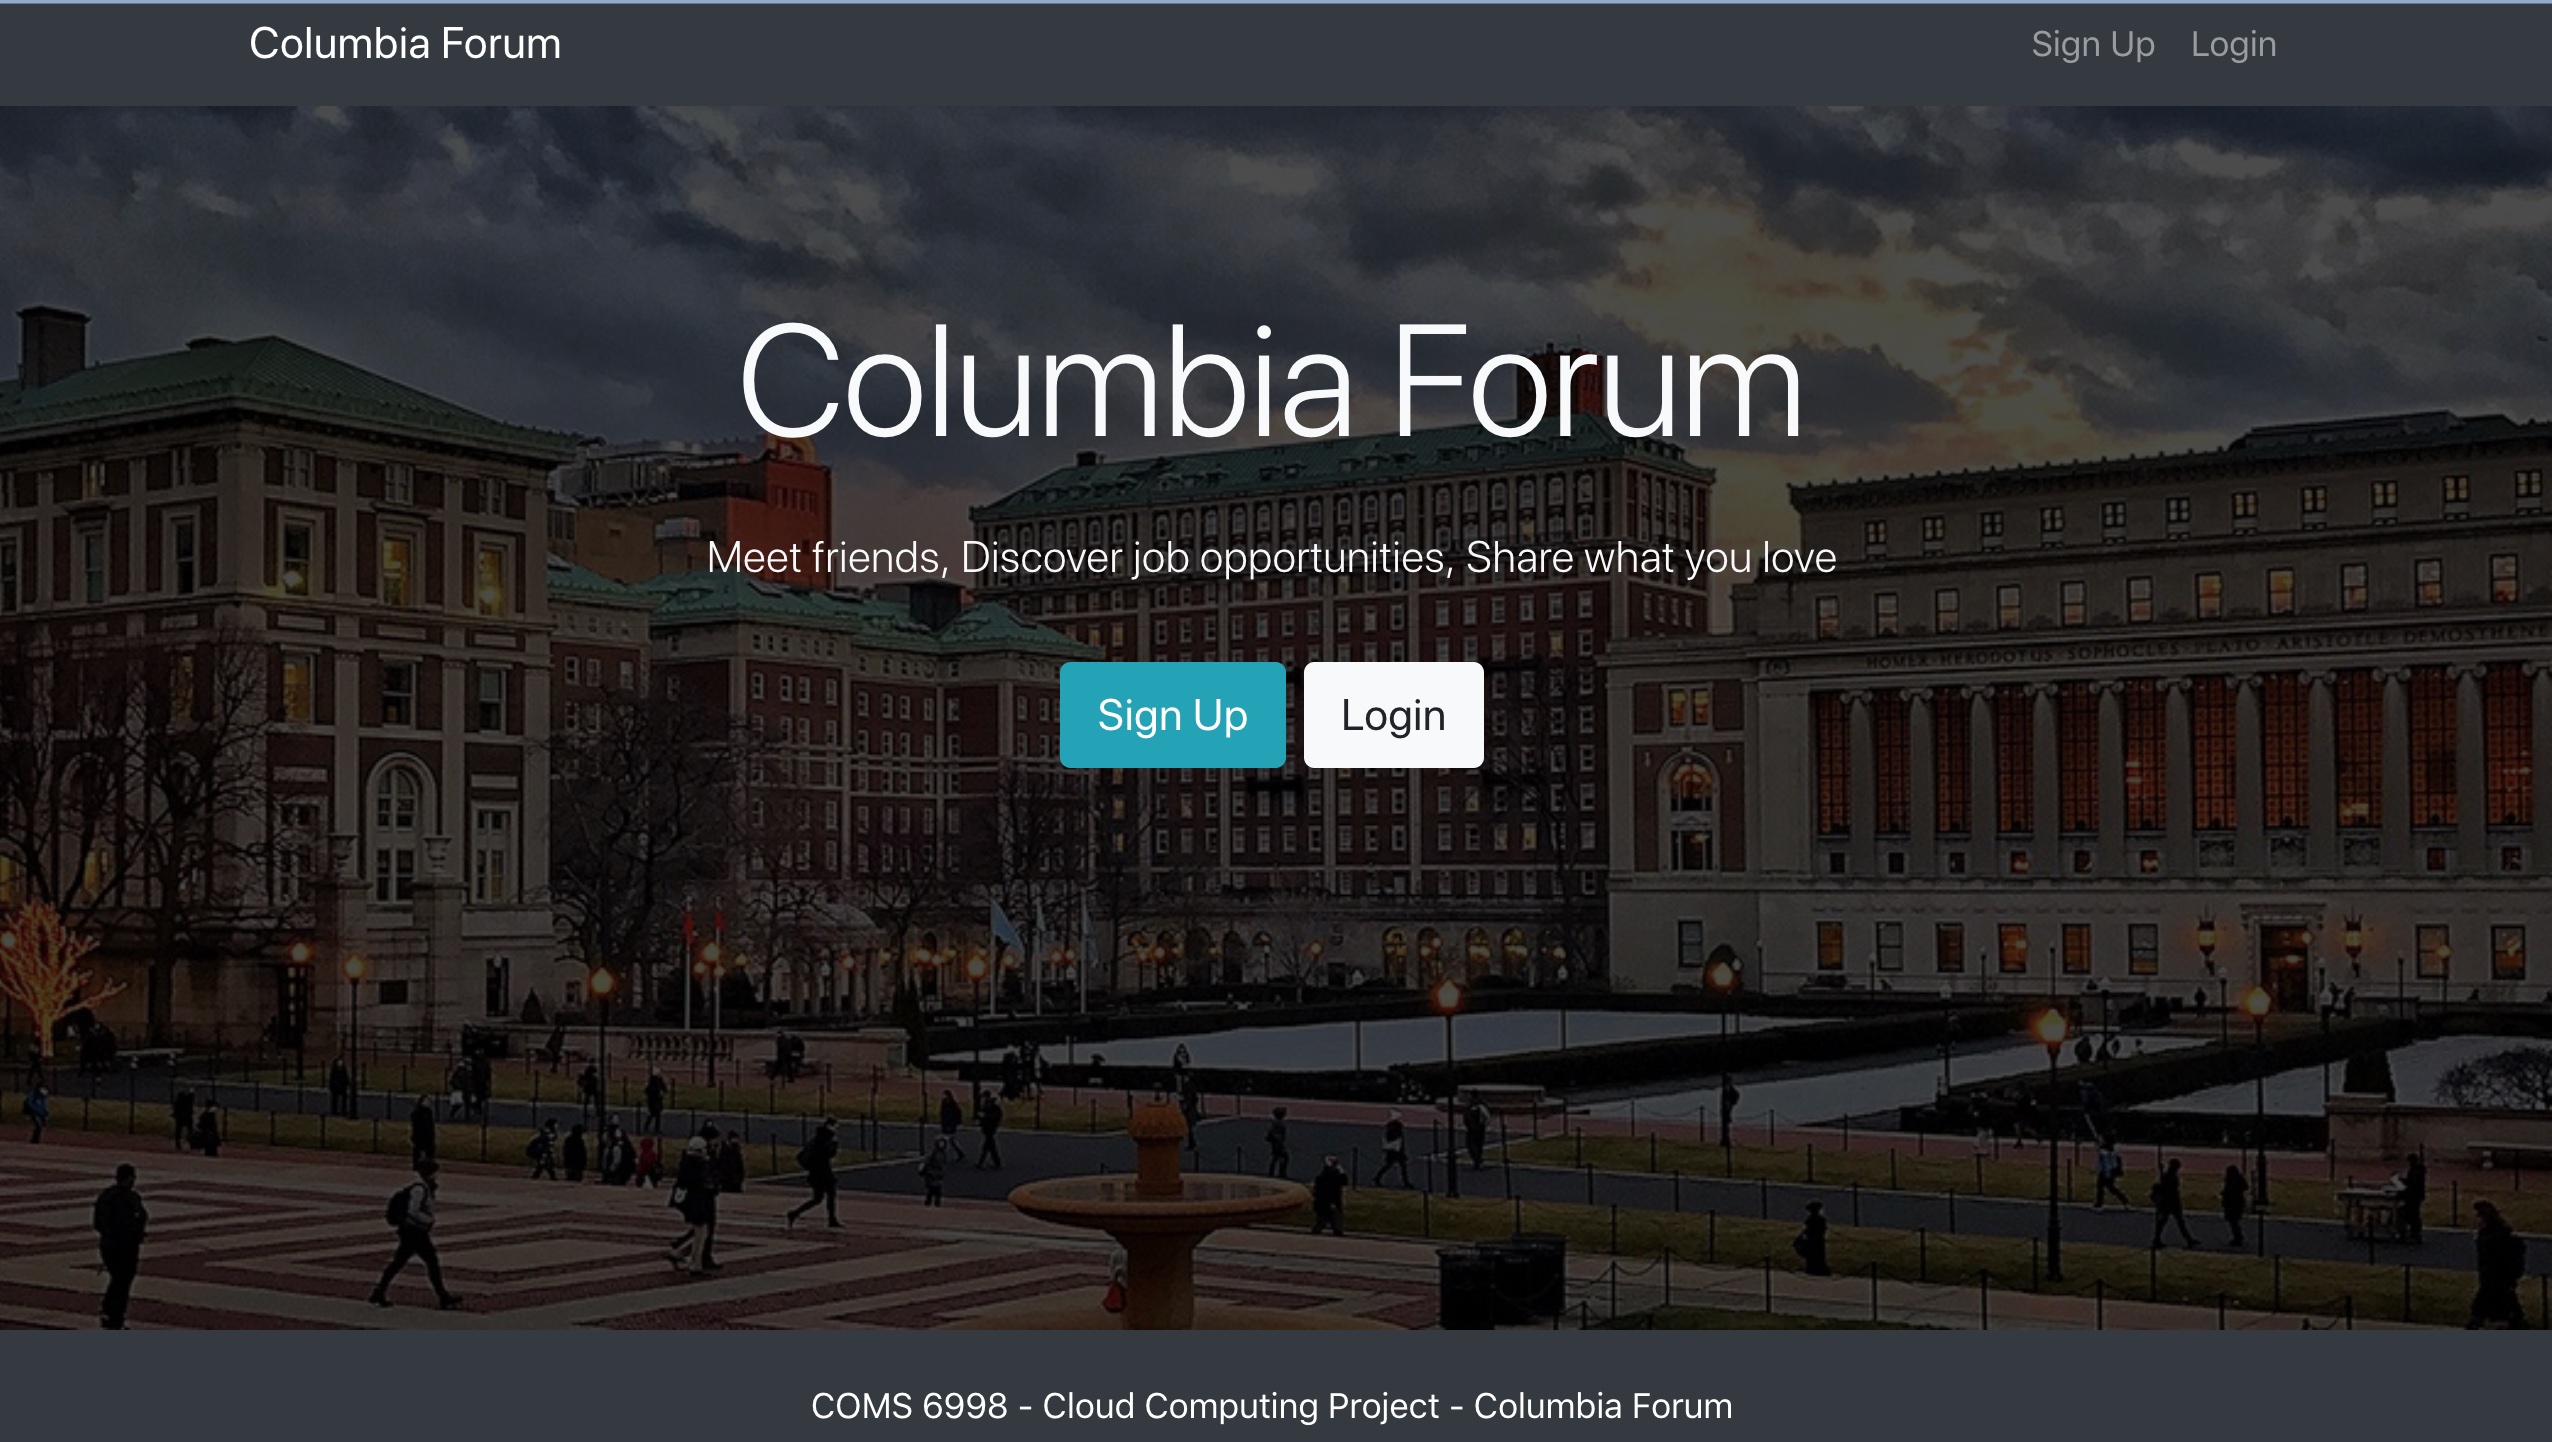 Columbia Forum
Sign Up Login
Columbia Forum
Meet friends, Discover job opportunities, Share what you love
HOMER · HERODOTUS · SOPHOCLES · PLATO · ARISTOTLE · DEMOSTHEN
Sign Up Login
COMS 6998 - Cloud Computing Project - Columbia Forum